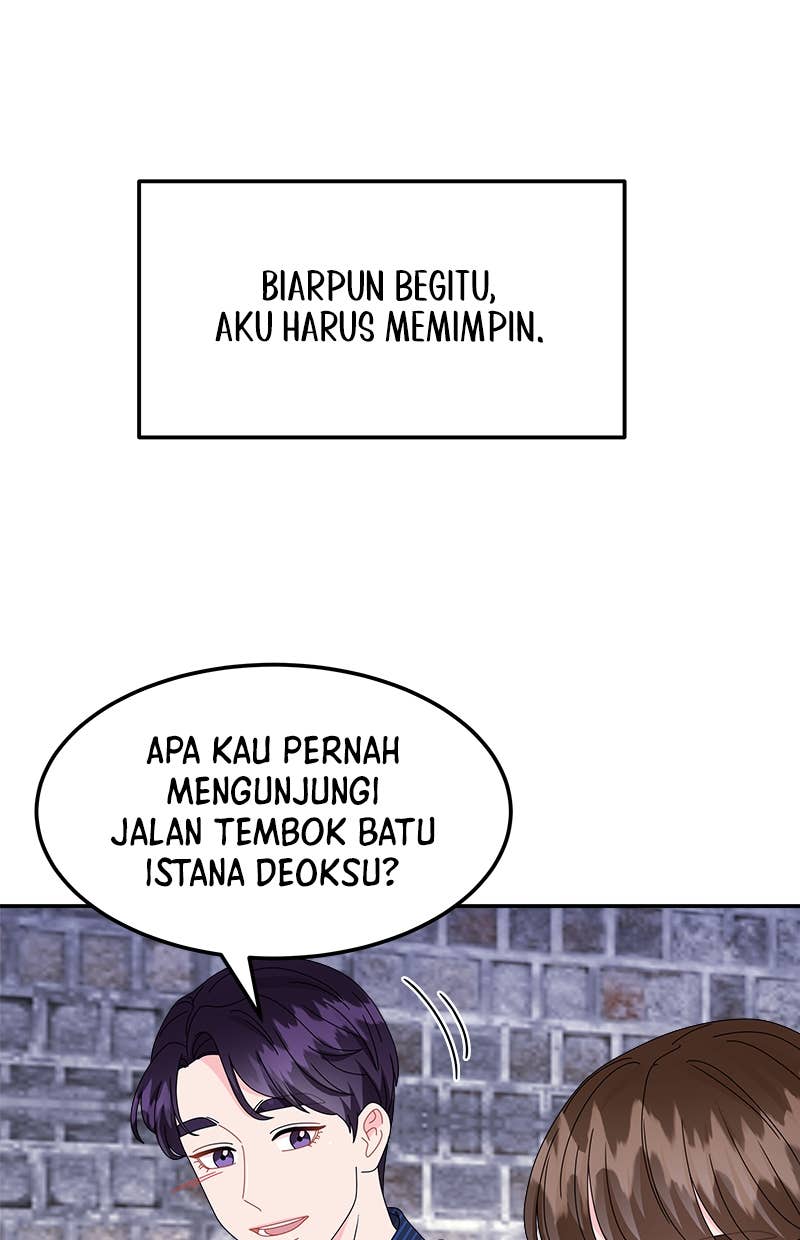 BIARPUN BEGITU,
AKU HARUS MEMIMPIN.
APA KAU PERNAH
MENGUNJUNGI
JALAN TEMBOK BATU
ISTANA DEOKSU?